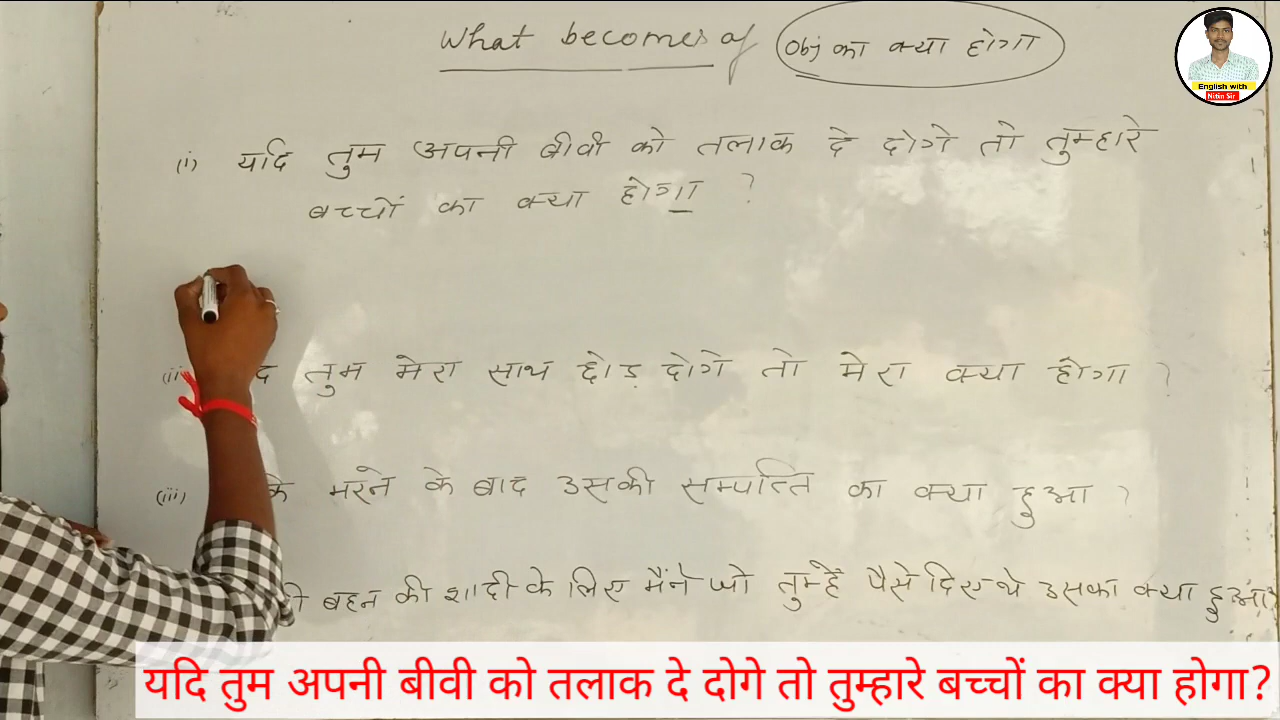 What becomes of obj का क्या होगा
English with
Nitin Sir
(i) यदि तुम अपनी बीवी को तलाक दे दोगे तो तुम्हारे
बच्चों का क्या होगा ?
तुम मेरा साथ छोड़ दोगे तो मेरा क्या होगा ?
(iii) के मरने के बाद उसकी सम्पत्ति का क्या हुआ ?
बहन की शादी के लिए मैंने जो तुम्हें पैसे दिए थे उसका क्या हुआ?
यदि तुम अपनी बीवी को तलाक दे दोगे तो तुम्हारे बच्चों का क्या होगा?